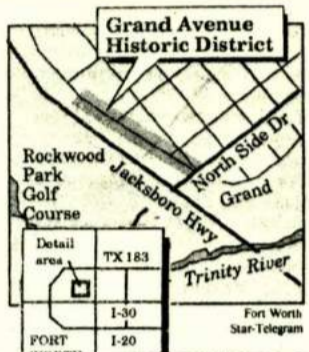 Grand Avenue
Historic District
North Side Dr
Grand
Rockwood
Park
Golf
Course
Jacksboro Hwy
Trinity River
Detail
area
TX 183
I-30
FORT
I-20
Fort Worth
Star-Telegram